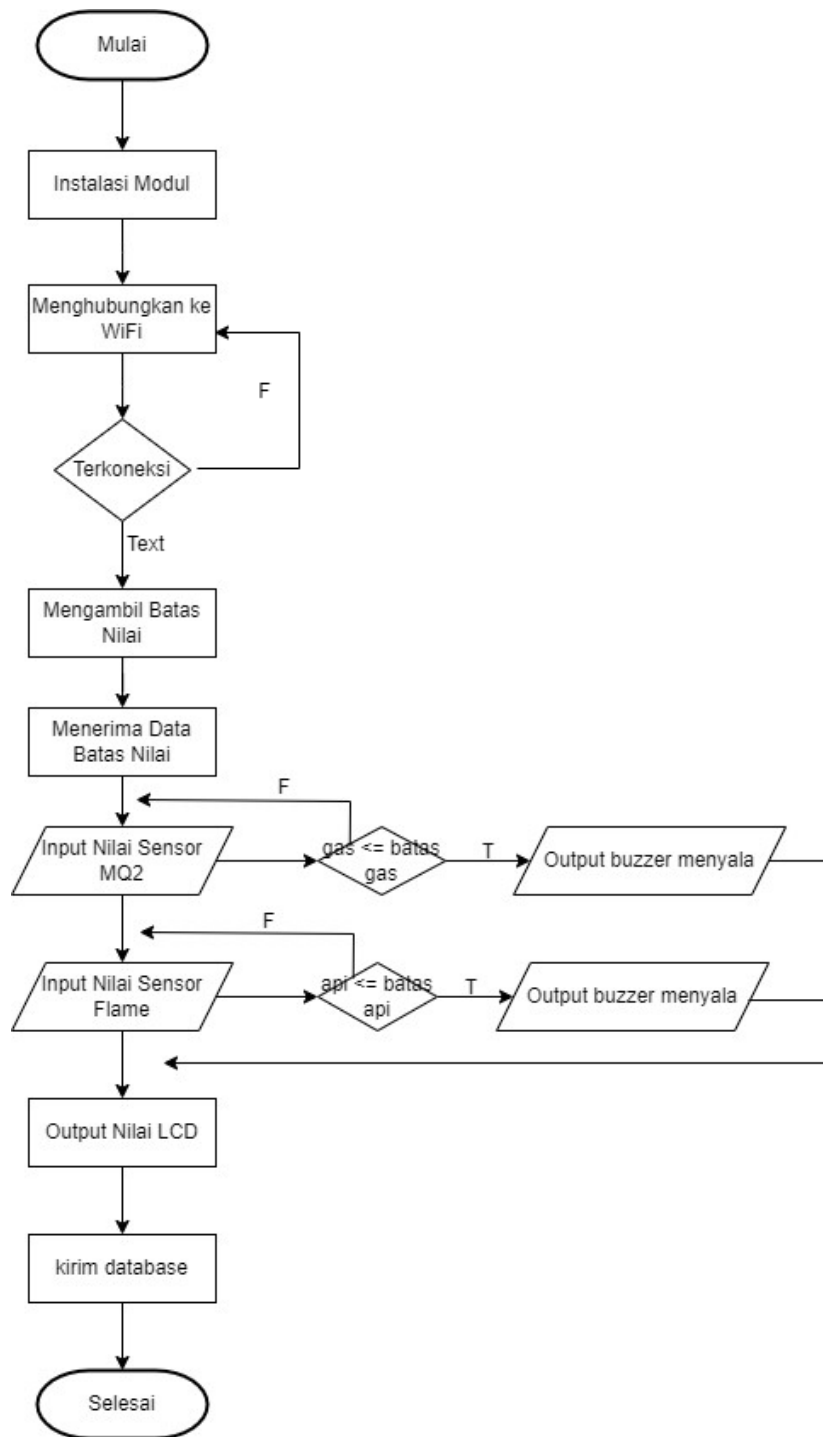 Mulai
Instalasi Modul
Menghubungkan ke
WiFi
F
Terkoneksi
Text
Mengambil Batas
Nilai
Menerima Data
Batas Nilai
F
Input Nilai Sensor
MQ2
gas <= batas
gas
T
Output buzzer menyala
F
Input Nilai Sensor
Flame
api <= batas
api
T
Output buzzer menyala
Output Nilai LCD
kirim database
Selesai